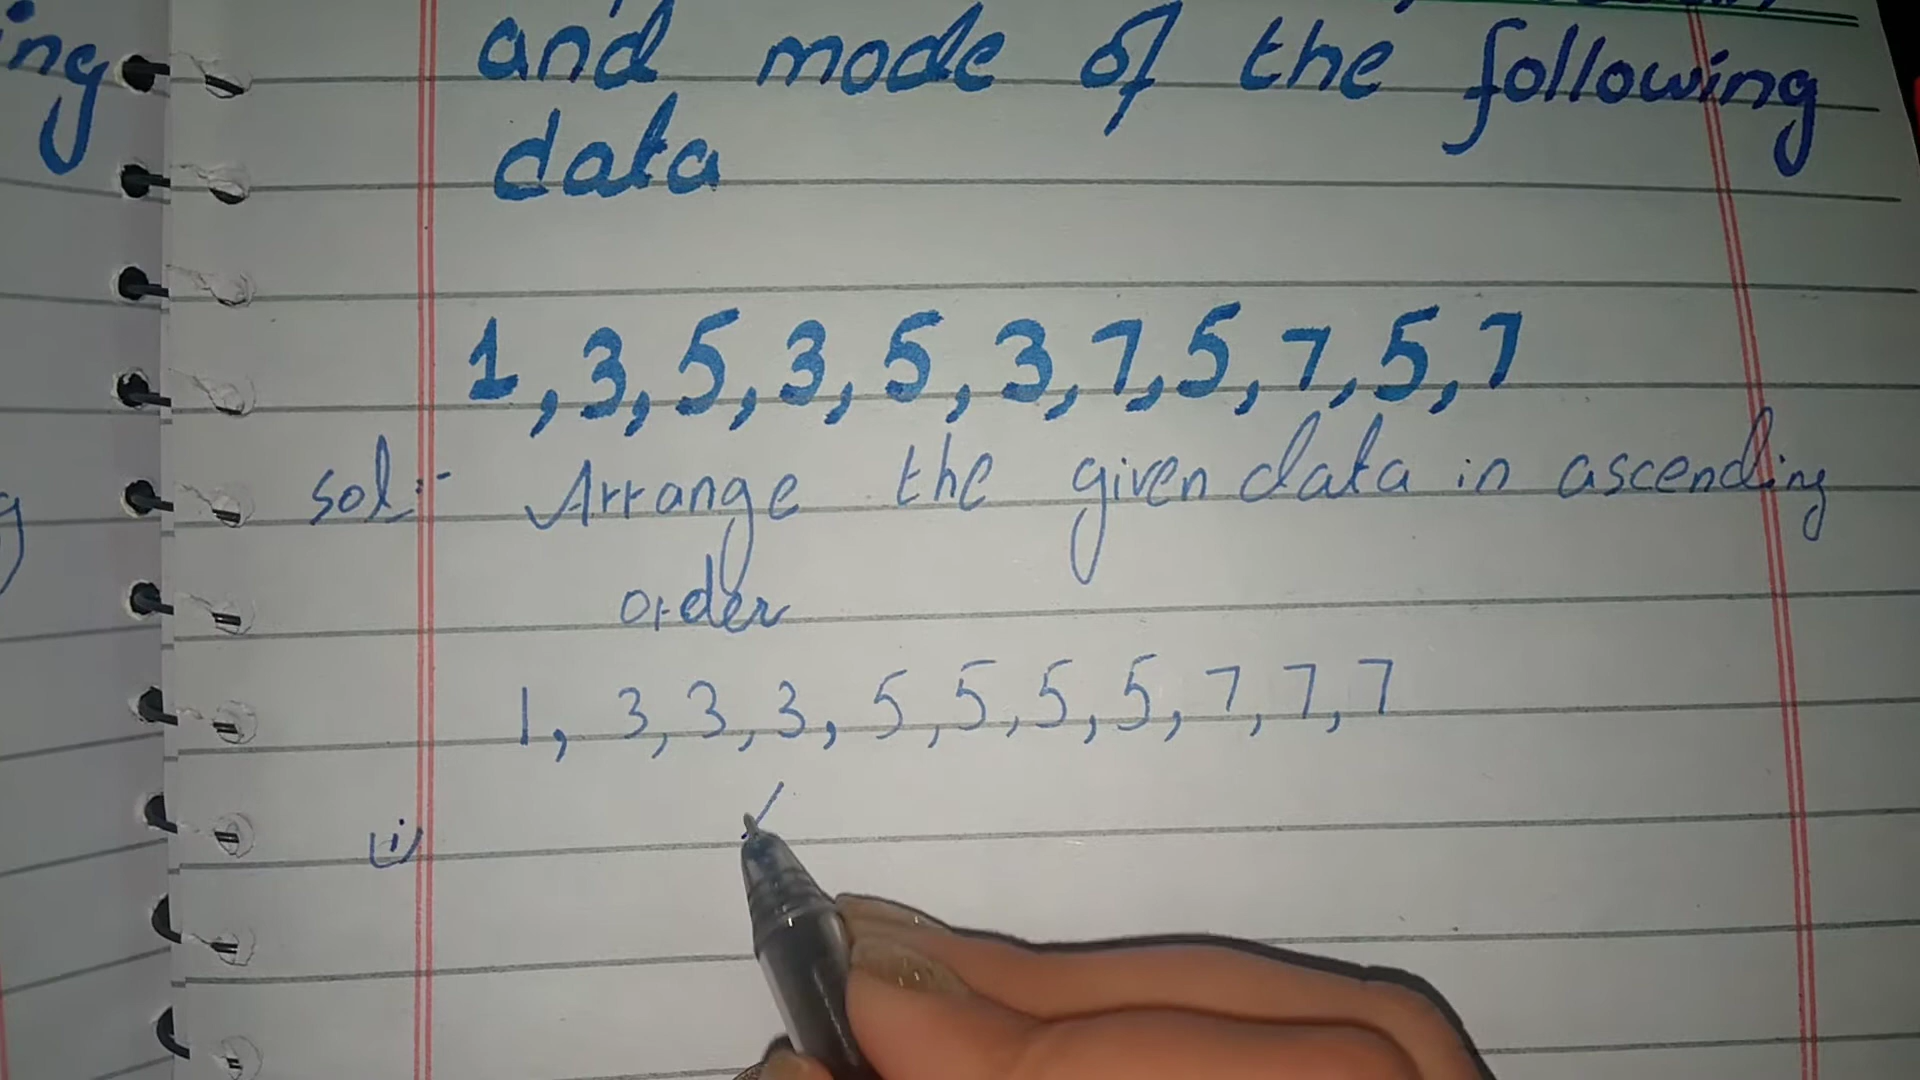 and mode of the following
data
1, 3, 5, 3, 5, 3, 7, 5, 7, 5, 7
sol:- Arrange the given data in ascending
order
1, 3, 3, 3, 5, 5, 5, 5, 7, 7, 7
(i)
ing
g